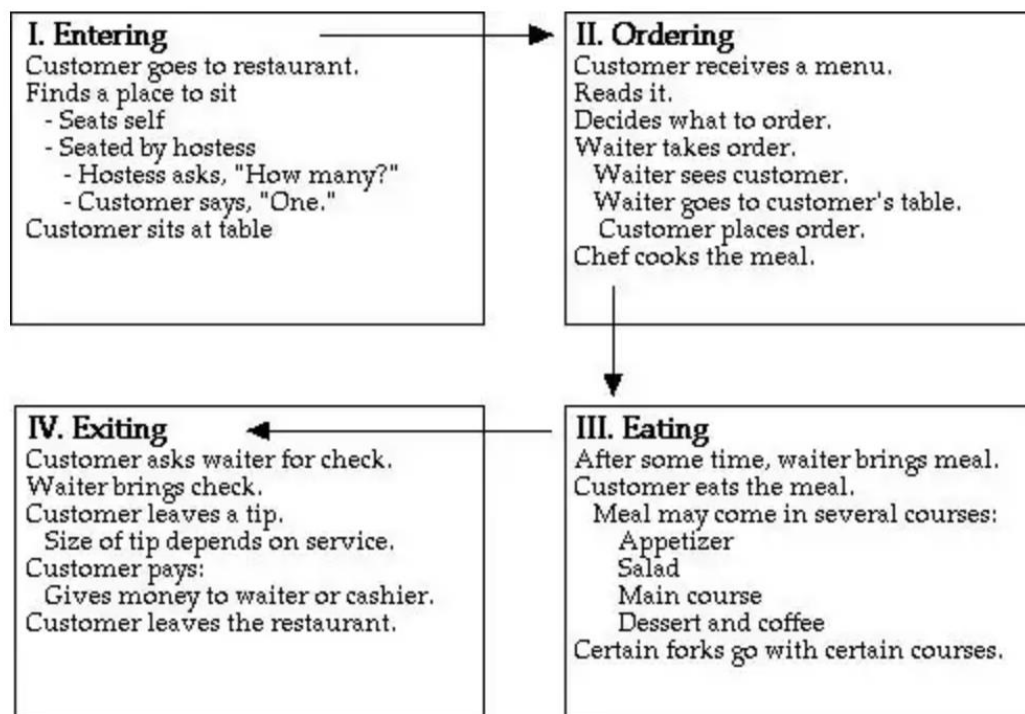 I. Entering
Customer goes to restaurant.
Finds a place to sit
- Seats self
- Seated by hostess
- Hostess asks, "How many?"
- Customer says, "One."
Customer sits at table
II. Ordering
Customer receives a menu.
Reads it.
Decides what to order.
Waiter takes order.
Waiter sees customer.
Waiter goes to customer's table.
Customer places order.
Chef cooks the meal.
III. Eating
After some time, waiter brings meal.
Customer eats the meal.
Meal may come in several courses:
Appetizer
Salad
Main course
Dessert and coffee
Certain forks go with certain courses.
IV. Exiting
Customer asks waiter for check.
Waiter brings check.
Customer leaves a tip.
Size of tip depends on service.
Customer pays:
Gives money to waiter or cashier.
Customer leaves the restaurant.